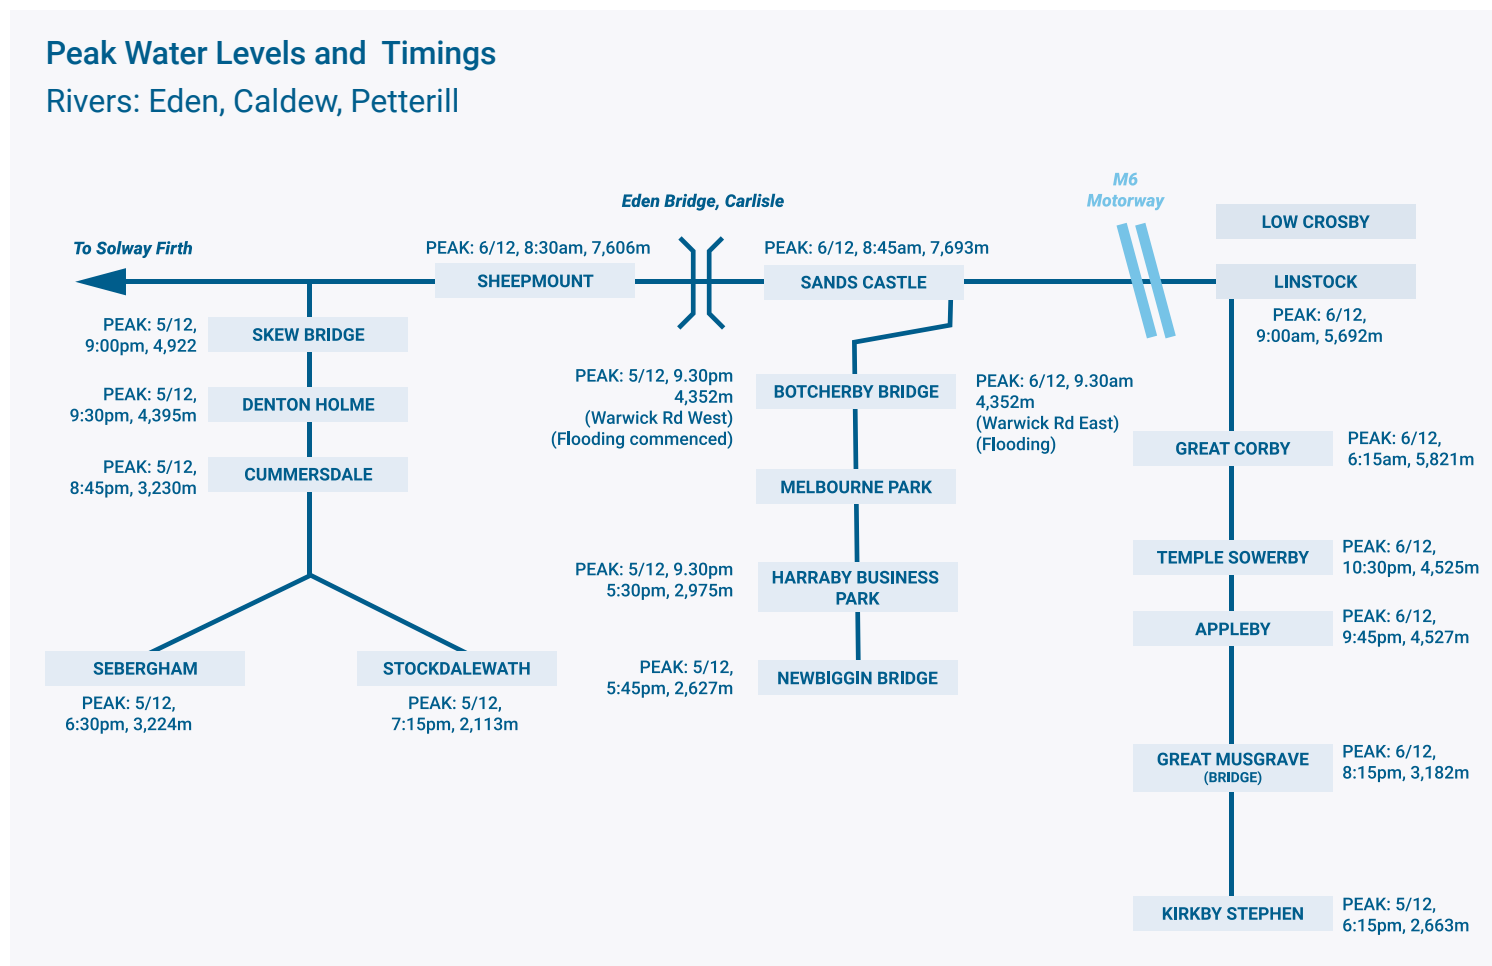 Peak Water Levels and Timings
Rivers: Eden, Caldew, Petterill
M6
Motorway
Eden Bridge, Carlisle
LOW CROSBY
To Solway Firth
PEAK: 6/12, 8:30am, 7,606m
PEAK: 6/12, 8:45am, 7,693m
SHEEPMOUNT
SANDS CASTLE
LINSTOCK
PEAK: 6/12,
9:00am, 5,692m
PEAK: 5/12,
9:00pm, 4,922
SKEW BRIDGE
PEAK: 5/12,
9:30pm, 4,395m
DENTON HOLME
PEAK: 5/12,
8:45pm, 3,230m
CUMMERSDALE
SEBERGHAM
PEAK: 5/12,
6:30pm, 3,224m
STOCKDALEWATH
PEAK: 5/12,
7:15pm, 2,113m
PEAK: 5/12, 9.30pm
4,352m
(Warwick Rd West)
(Flooding commenced)
BOTCHERBY BRIDGE
PEAK: 6/12, 9.30am
4,352m
(Warwick Rd East)
(Flooding)
MELBOURNE PARK
PEAK: 5/12, 9.30pm
5:30pm, 2,975m
HARRABY BUSINESS
PARK
PEAK: 5/12,
5:45pm, 2,627m
NEWBIGGIN BRIDGE
GREAT CORBY
PEAK: 6/12,
6:15am, 5,821m
TEMPLE SOWERBY
PEAK: 6/12,
10:30pm, 4,525m
APPLEBY
PEAK: 6/12,
9:45pm, 4,527m
GREAT MUSGRAVE
(BRIDGE)
PEAK: 6/12,
8:15pm, 3,182m
KIRKBY STEPHEN
PEAK: 5/12,
6:15pm, 2,663m